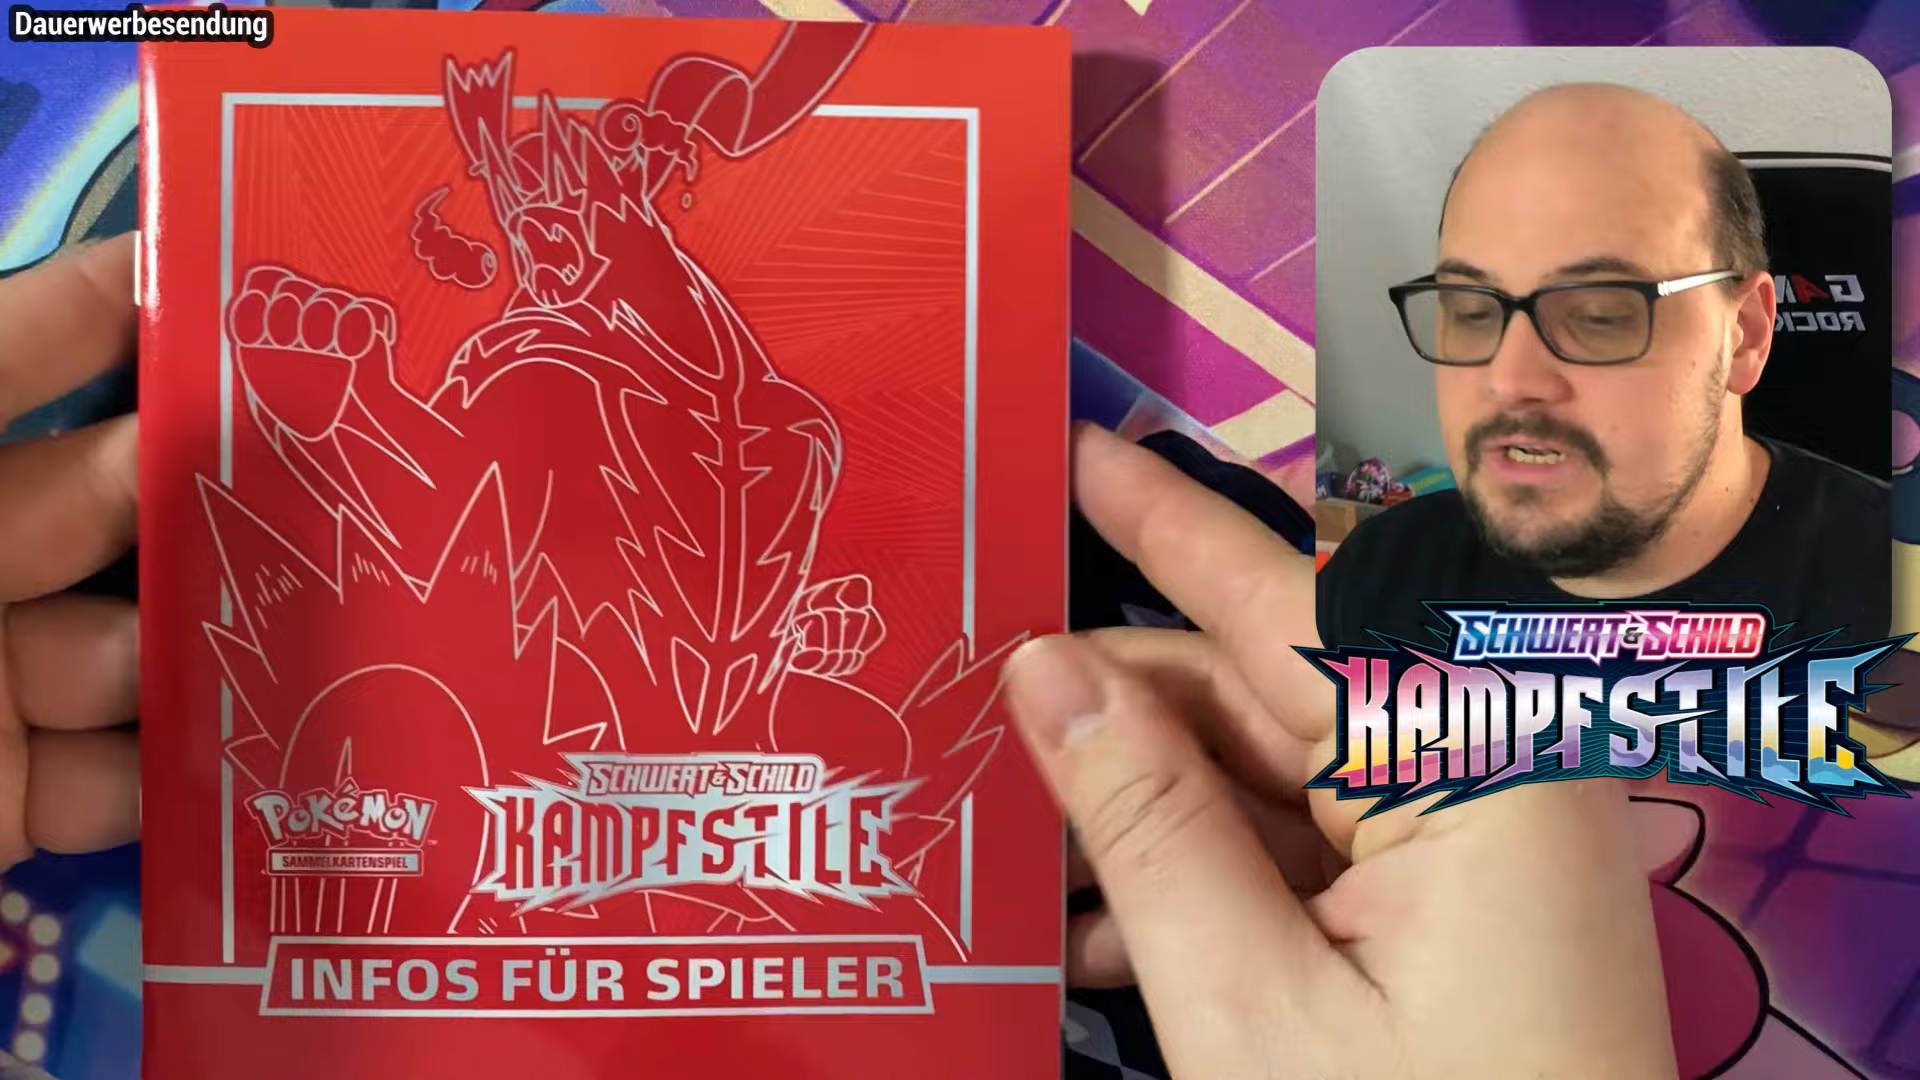 Dauerwerbesendung
SCHWERT & SCHILD
KAMPFSTILE
POKéMON
SAMMELKARTENSPIEL
INFOS FÜR SPIELER
SCHWERT & SCHILD
KAMPFSTILE